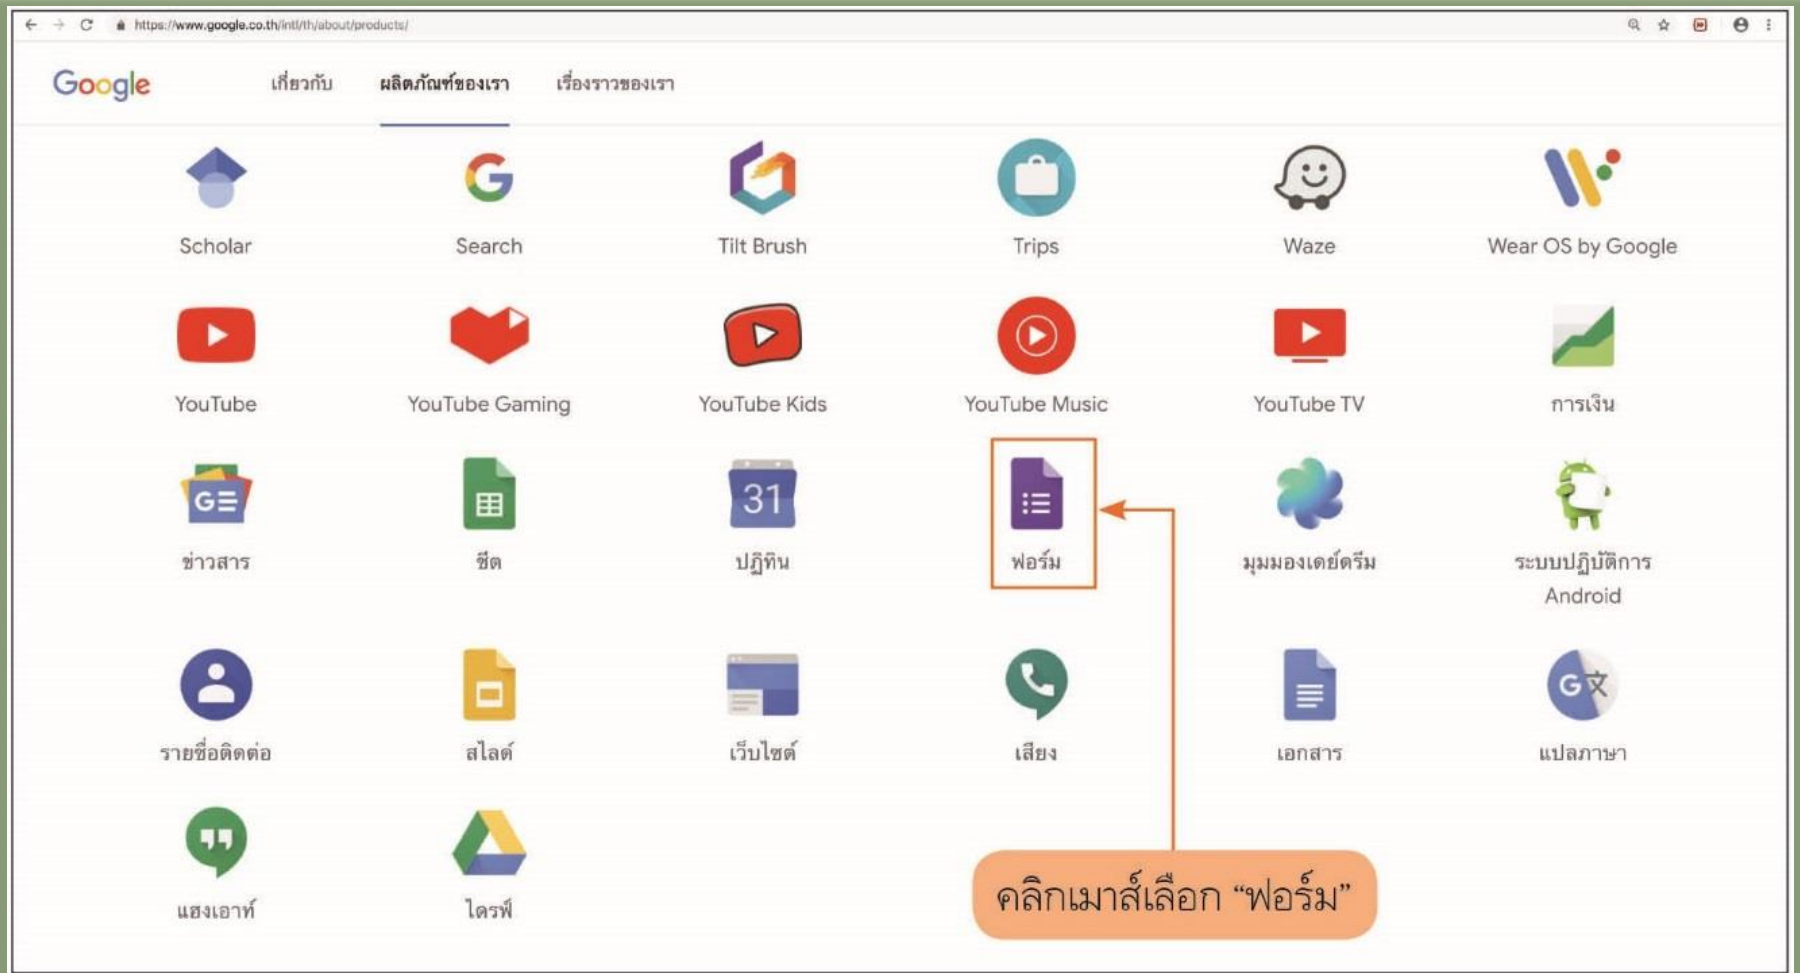 https://www.google.co.th/intl/th/about/products/
Google
เกี่ยวกับ
ผลิตภัณฑ์ของเรา
เรื่องราวของเรา
Scholar
Search
Tilt Brush
Trips
Waze
Wear OS by Google
YouTube
YouTube Gaming
YouTube Kids
YouTube Music
YouTube TV
การเงิน
ข่าวสาร
ชีต
31
ปฏิทิน
ฟอร์ม
มุมมองเดย์ดรีม
ระบบปฏิบัติการ
Android
รายชื่อติดต่อ
สไลด์
เว็บไซต์
เสียง
เอกสาร
G文
แปลภาษา
แฮงเอาท์
ไดรฟ์
คลิกเมาส์เลือก “ฟอร์ม”